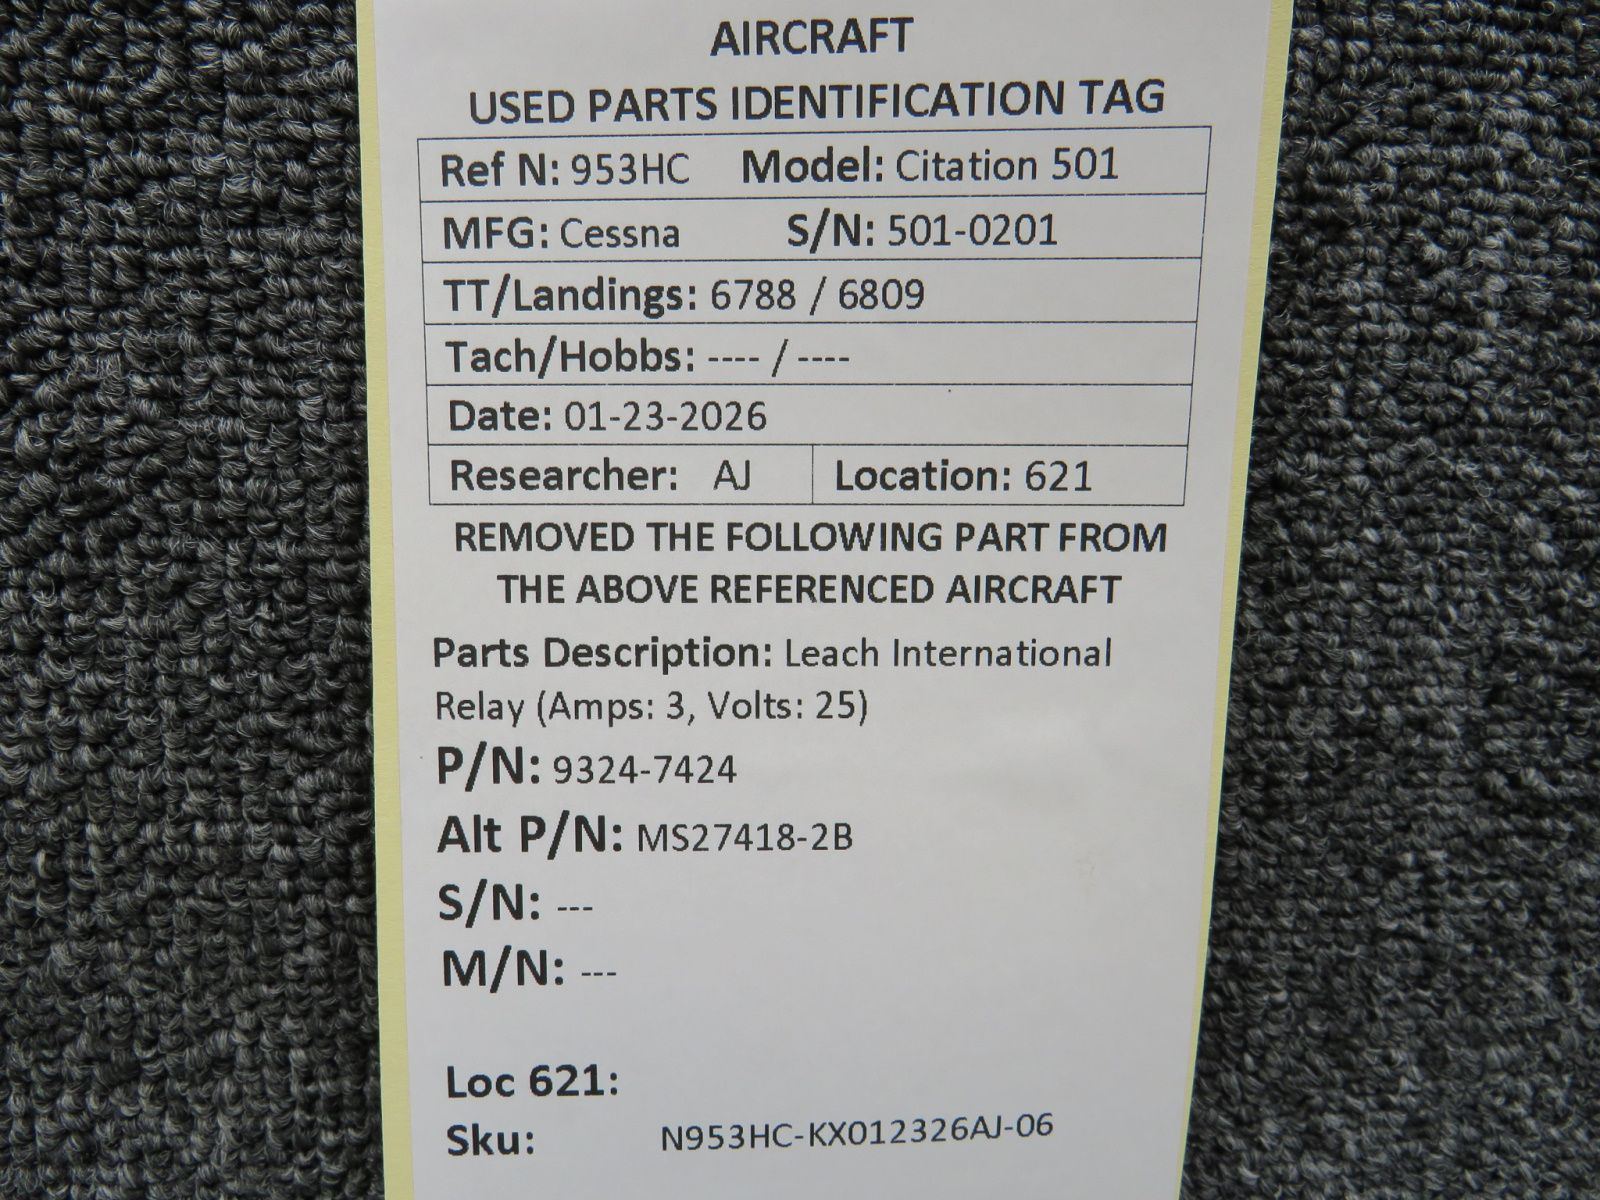 AIRCRAFT
USED PARTS IDENTIFICATION TAG
Ref N: 953HC Model: Citation 501
MFG: Cessna S/N: 501-0201
TT/Landings: 6788 / 6809
Tach/Hobbs: ---- / ----
Date: 01-23-2026
Researcher: AJ Location: 621
REMOVED THE FOLLOWING PART FROM
THE ABOVE REFERENCED AIRCRAFT
Parts Description: Leach International
Relay (Amps: 3, Volts: 25)
P/N: 9324-7424
Alt P/N: MS27418-2B
S/N: ---
M/N: ---
Loc 621:
Sku: N953HC-KX012326AJ-06